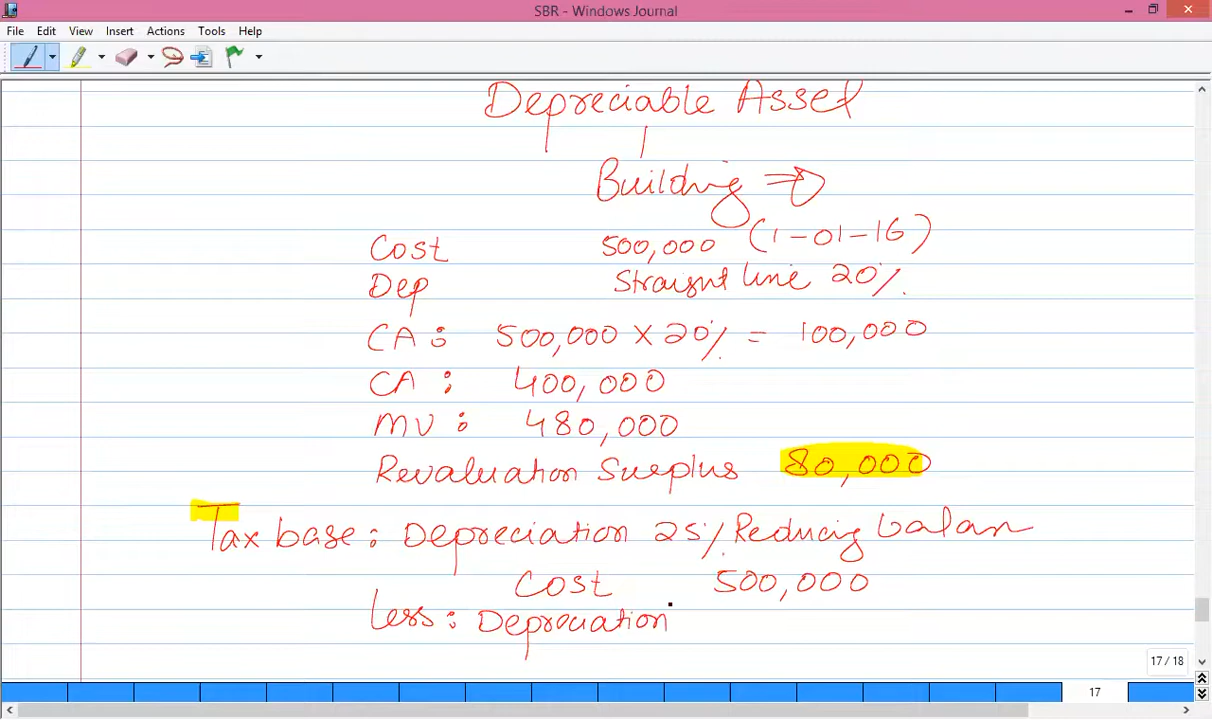 SBR - Windows Journal
File Edit View Insert Actions Tools Help
Depreciable Asset
Building
Cost 500,000 (1-01-16)
Dep Straight line 20%
CA: 500,000 X 20% = 100,000
CA: 400,000
MV: 480,000
Revaluation Surplus 80,000
Tax base: Depreciation 25% Reducing balan
Cost 500,000
Less: Depreciation
17 / 18
17